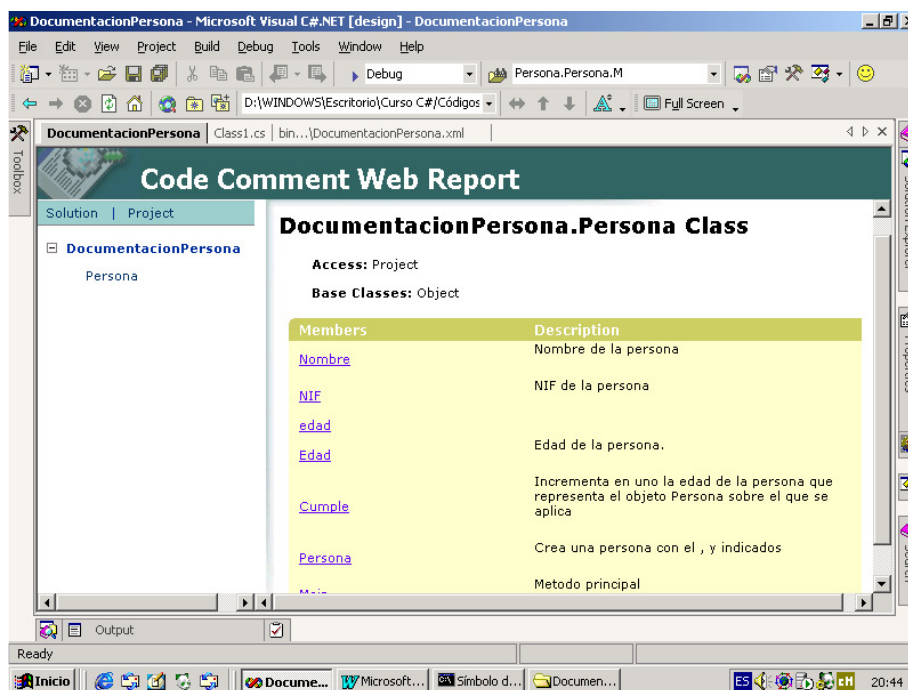 DocumentacionPersona - Microsoft Visual C#.NET [design] - DocumentacionPersona
File Edit View Project Build Debug Tools Window Help
Debug Persona.Persona.M
D:\WINDOWS\Escritorio\Curso C#/Códigos Full Screen
DocumentacionPersona Class1.cs bin...\DocumentacionPersona.xml
Toolbox
Code Comment Web Report
Solution | Project
DocumentacionPersona
Persona
DocumentacionPersona.Persona Class
Access: Project
Base Classes: Object
Members Description
Nombre Nombre de la persona
NIF NIF de la persona
edad
Edad Edad de la persona.
Cumple Incrementa en uno la edad de la persona que
representa el objeto Persona sobre el que se
aplica
Persona Crea una persona con el , y indicados
Main Metodo principal
Output
Ready
Inicio Docume... Microsoft... Símbolo d... Documen... ES 20:44